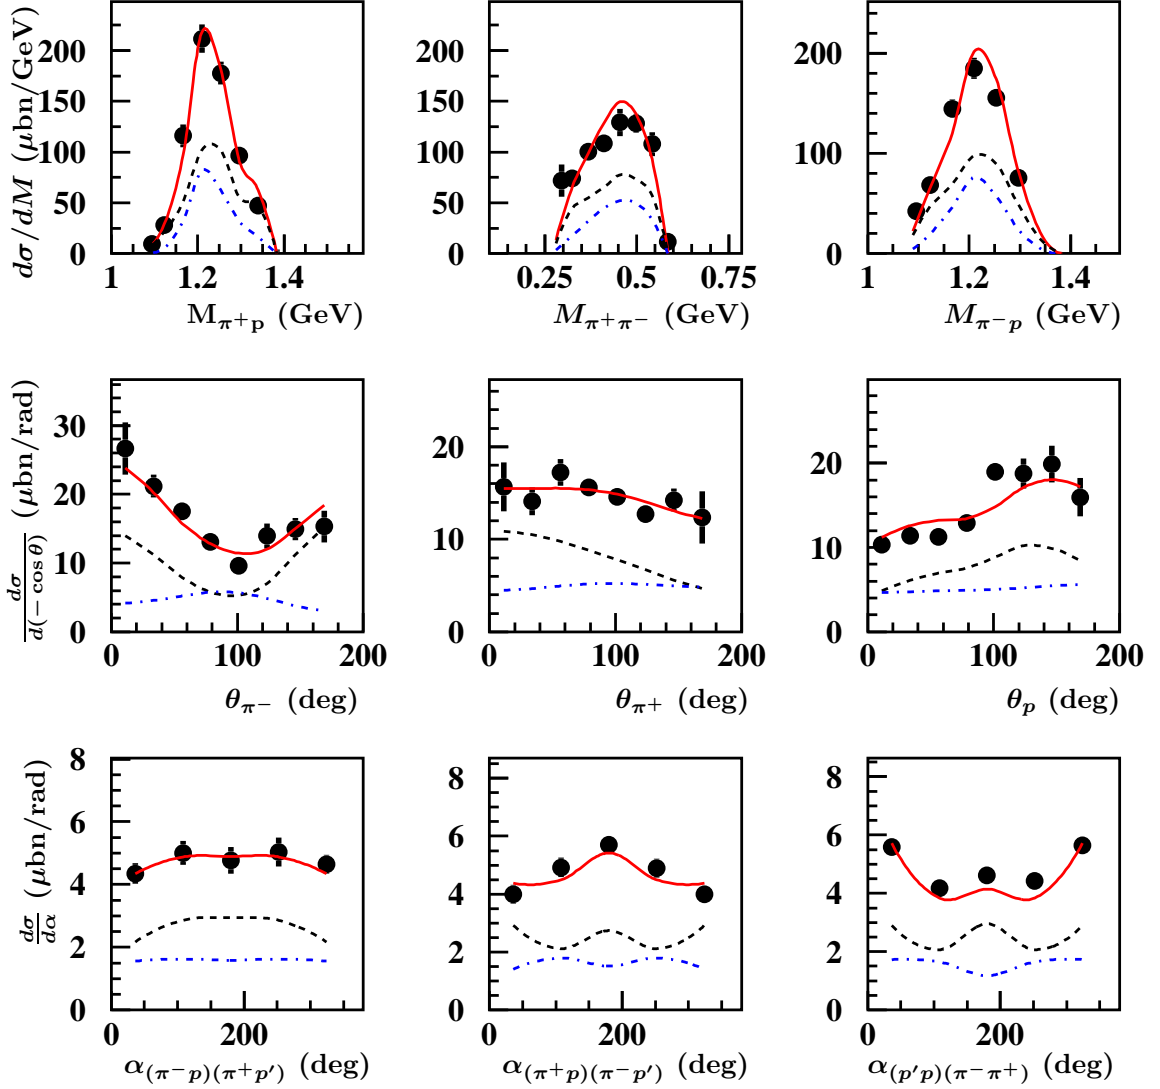 dσ/dM (μbn/GeV)
200
150
100
50
0
1 1.2 1.4
M_{π+p} (GeV)
200
150
100
50
0
0.25 0.5 0.75
M_{π+π−} (GeV)
200
150
100
50
0
1 1.2 1.4
M_{π−p} (GeV)
dσ/d(− cos θ) (μbn/rad)
30
20
10
0
0 100 200
θ_{π−} (deg)
20
10
0
0 100 200
θ_{π+} (deg)
20
10
0
0 100 200
θ_p (deg)
dσ/dα (μbn/rad)
8
6
4
2
0
0 200
α_{(π−p)(π+p′)} (deg)
8
6
4
2
0
0 200
α_{(π+p)(π−p′)} (deg)
8
6
4
2
0
0 200
α_{(p′p)(π−π+)} (deg)